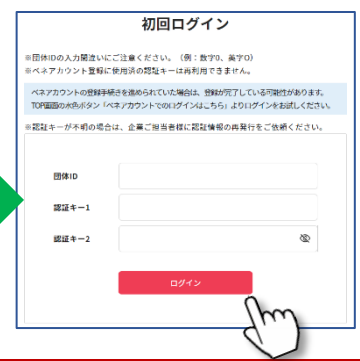 初回ログイン
※団体IDの入力間違いにご注意ください。（例：数字0、英字O）
※ベネアカウント登録に使用済の認証キーは再利用できません。
ベネアカウントの登録手続きを進められていた場合は、登録が完了している可能性があります。
TOP画面の水色ボタン「ベネアカウントでのログインはこちら」よりログインをお試しください。
※認証キーが不明の場合は、企業ご担当者様に認証情報の再発行をご依頼ください。
団体ID
認証キー1
認証キー2
ログイン